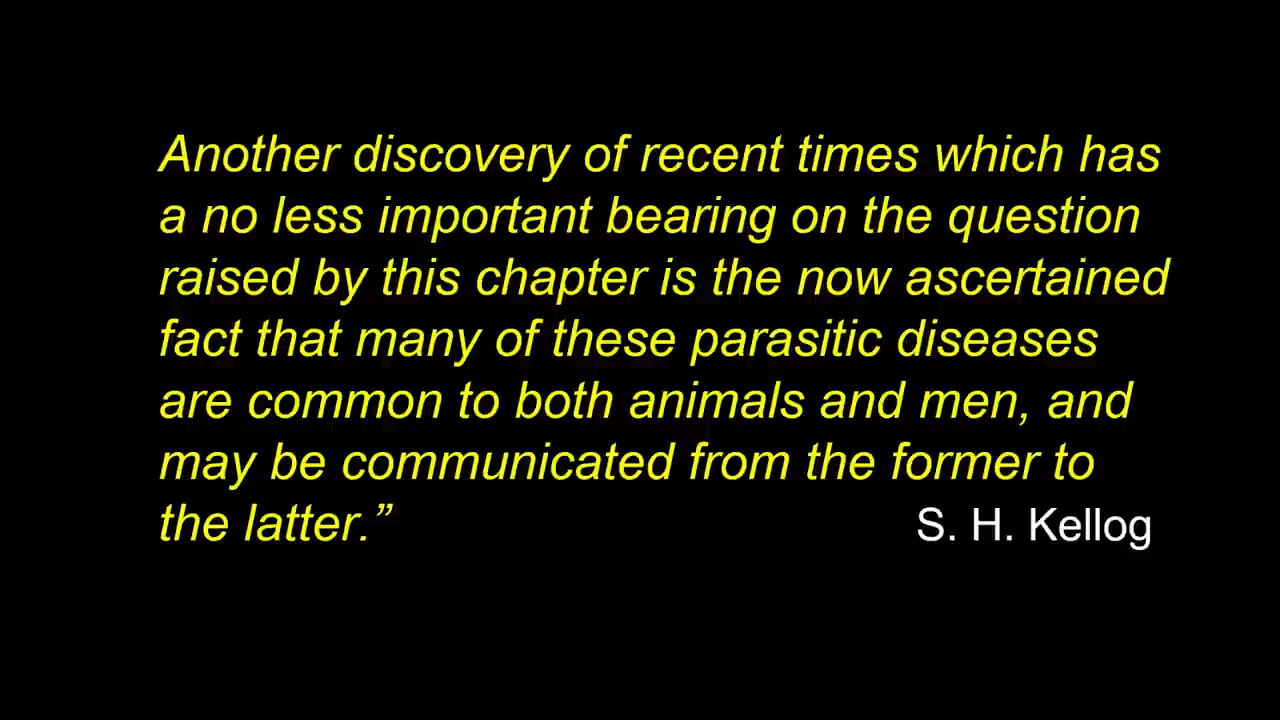 Another discovery of recent times which has
a no less important bearing on the question
raised by this chapter is the now ascertained
fact that many of these parasitic diseases
are common to both animals and men, and
may be communicated from the former to
the latter.” S. H. Kellog